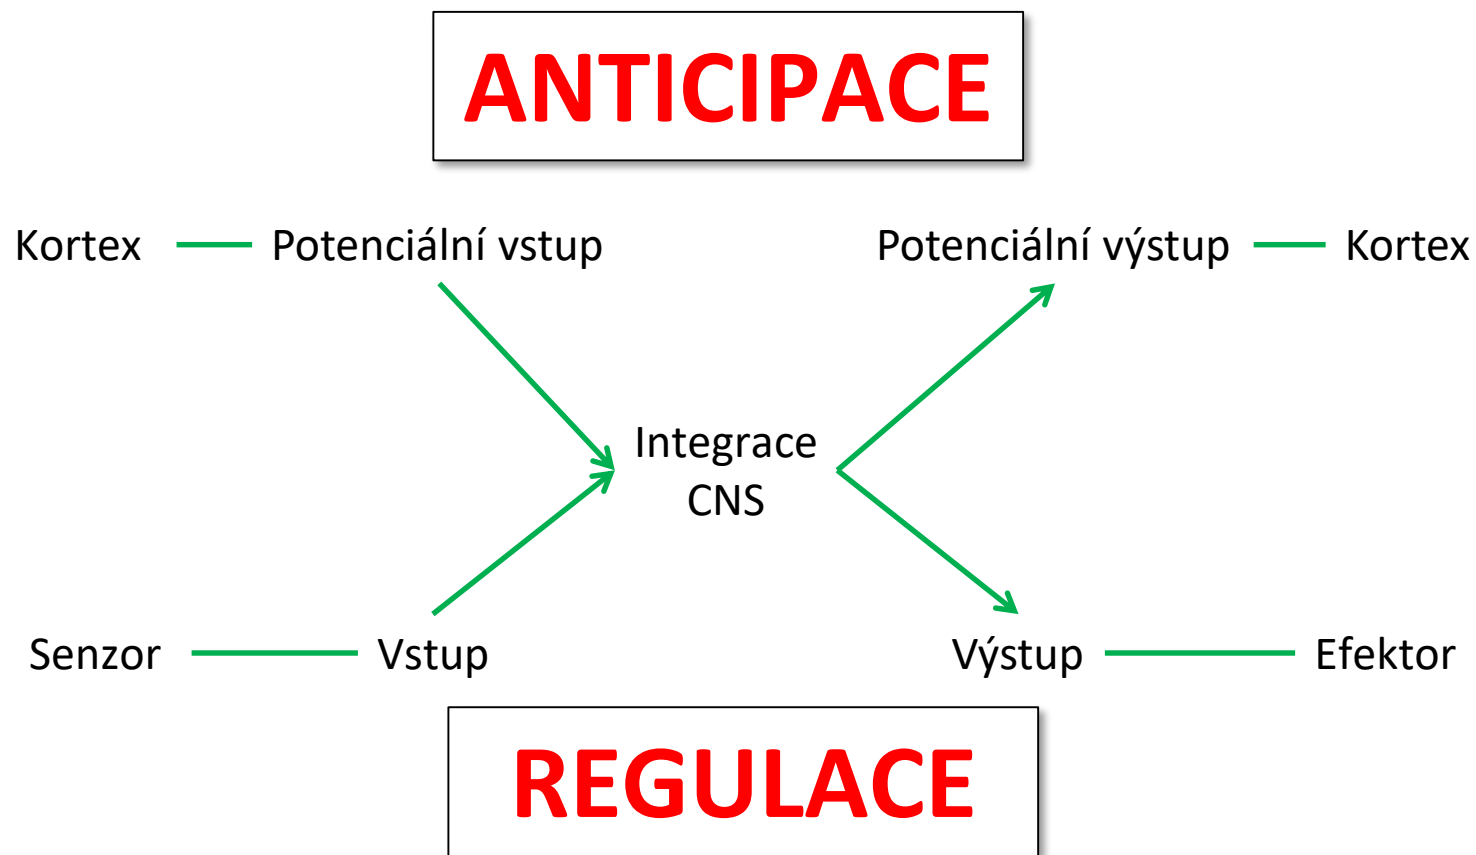 ANTICIPACE
Kortex
Potenciální vstup
Potenciální výstup
Kortex
Integrace
CNS
Senzor
Vstup
Výstup
Efektor
REGULACE